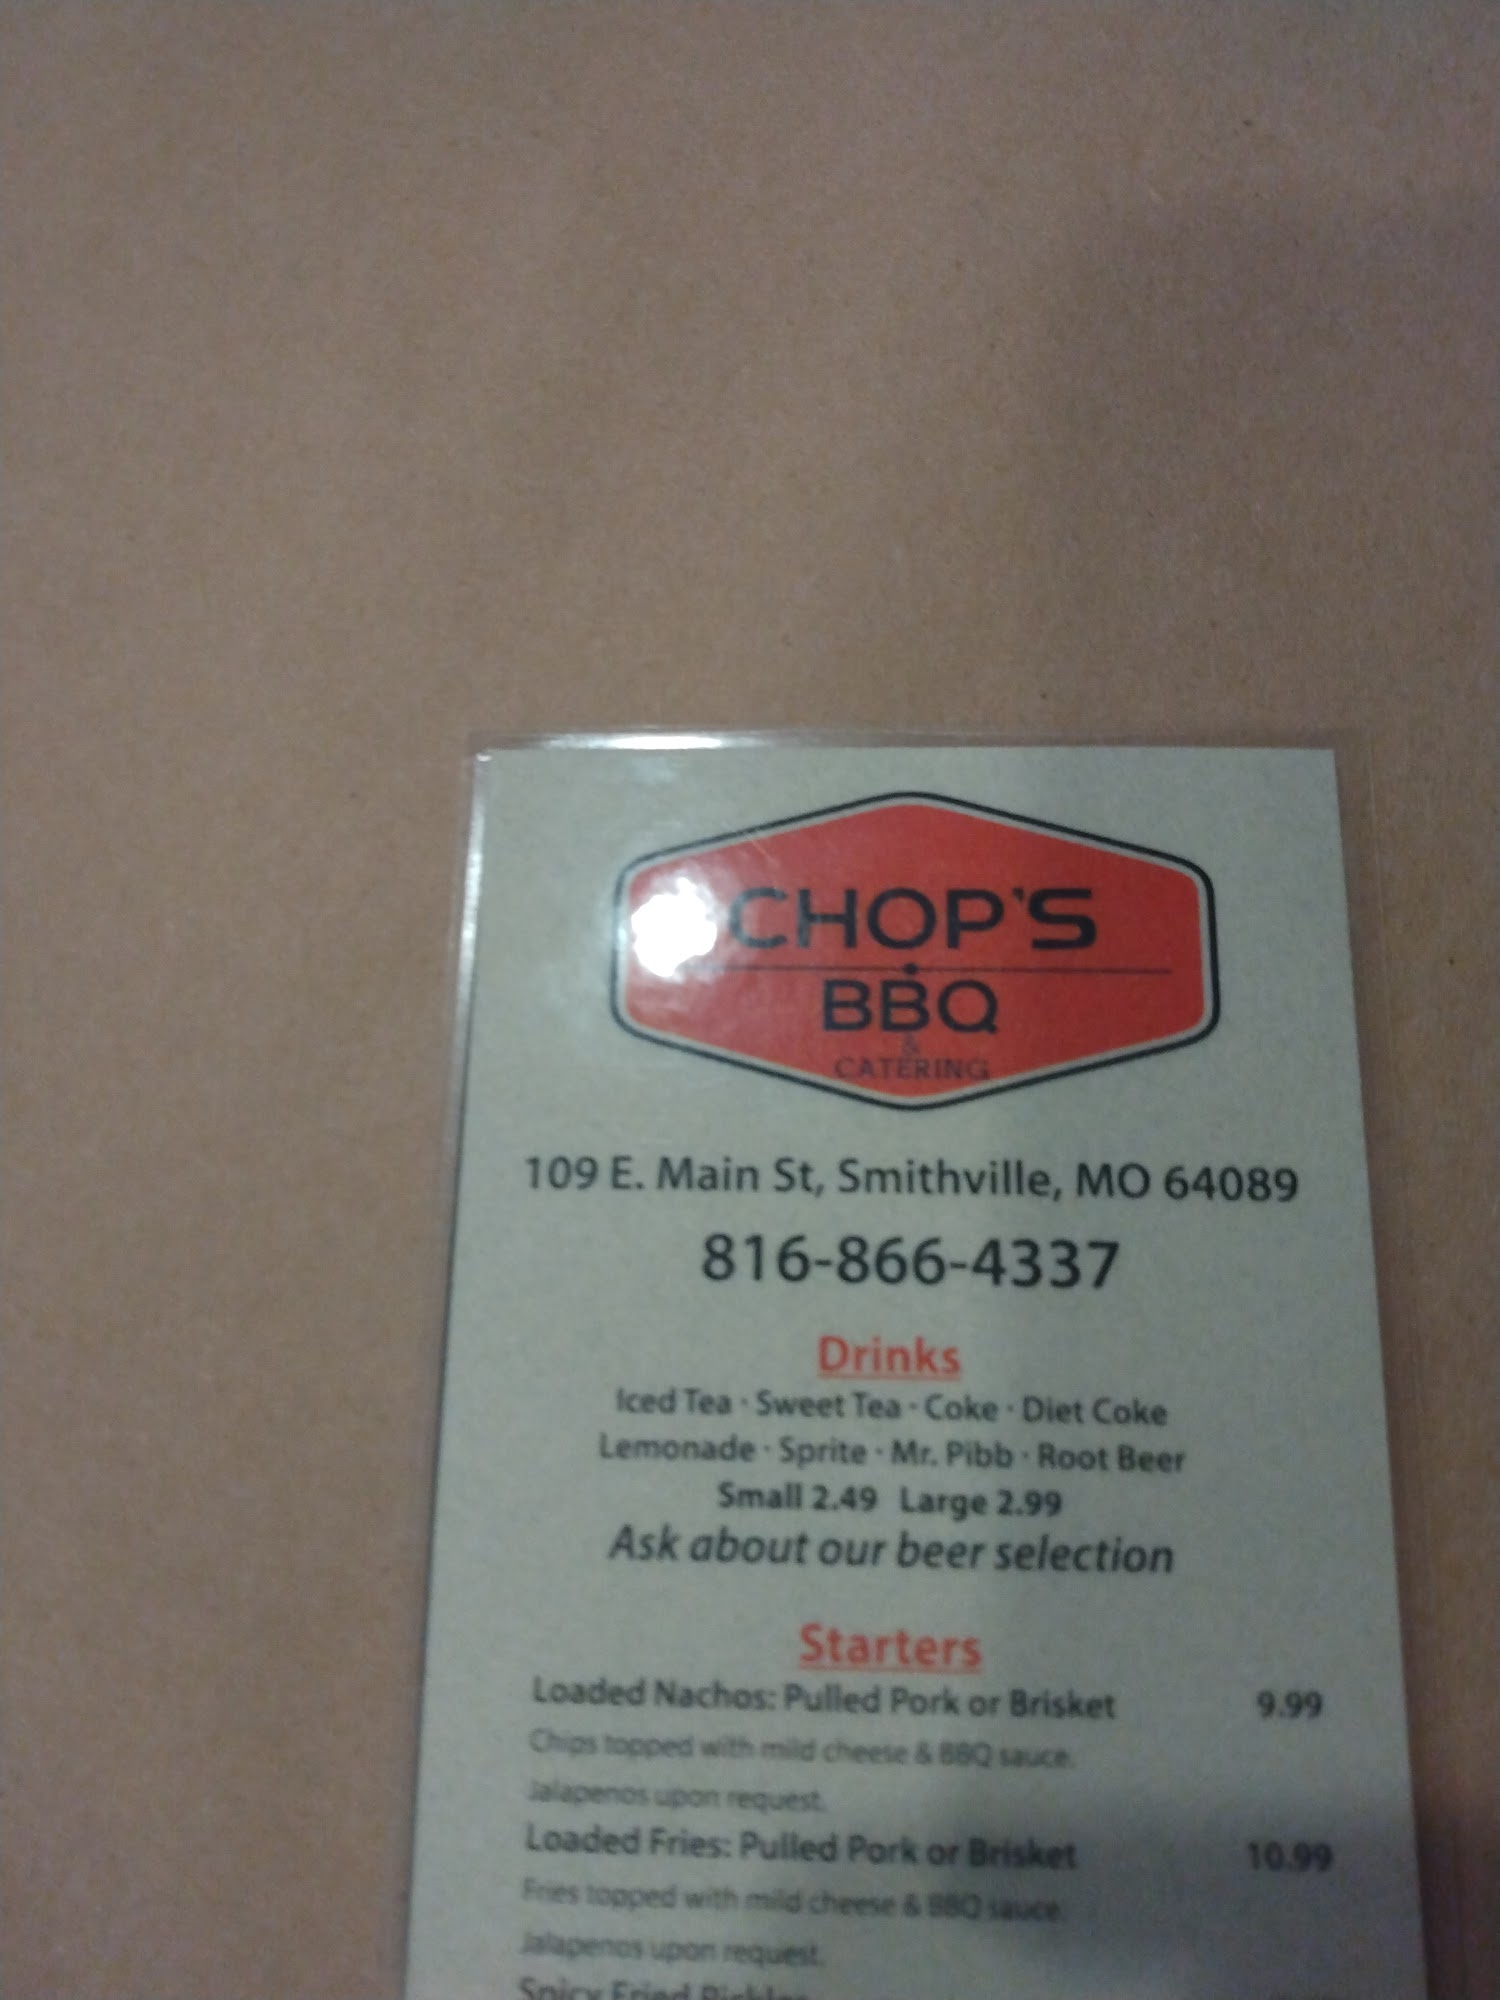 CHOP'S
BBQ
&
CATERING
109 E. Main St, Smithville, MO 64089
816-866-4337
Drinks
Iced Tea · Sweet Tea · Coke · Diet Coke
Lemonade · Sprite · Mr. Pibb · Root Beer
Small 2.49 Large 2.99
Ask about our beer selection
Starters
Loaded Nachos: Pulled Pork or Brisket 9.99
Chips topped with mild cheese & BBQ sauce.
Jalapenos upon request.
Loaded Fries: Pulled Pork or Brisket 10.99
Fries topped with mild cheese & BBQ sauce.
Jalapenos upon request.
Spicy Fried Pickles